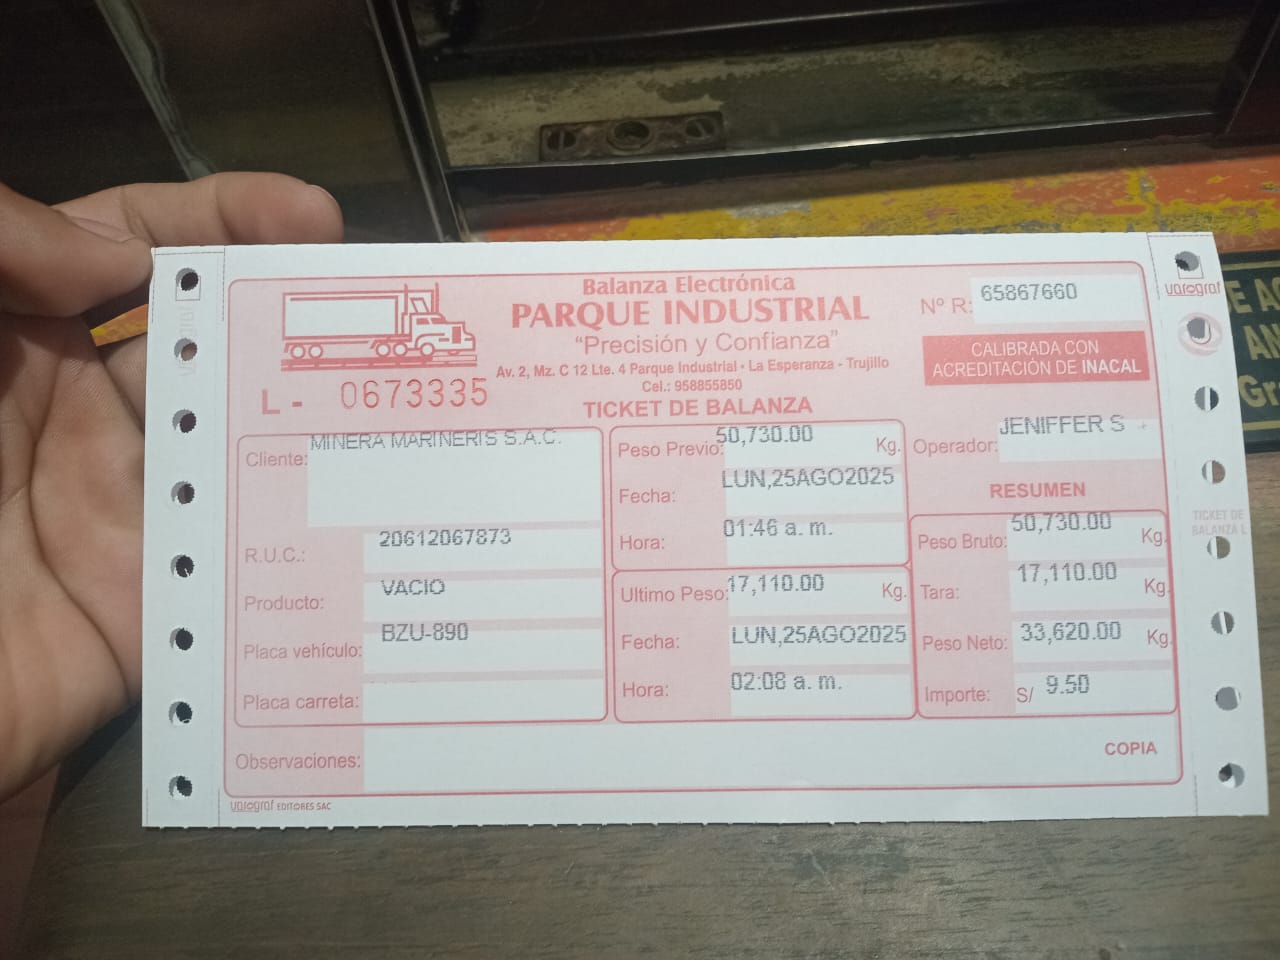 Balanza Electrónica
PARQUE INDUSTRIAL
“Precisión y Confianza”
Av. 2, Mz. C 12 Lte. 4 Parque Industrial - La Esperanza - Trujillo
Cel.: 958855850
TICKET DE BALANZA
L - 0673335
Nº R: 65867660
CALIBRADA CON
ACREDITACIÓN DE INACAL
Cliente: MINERA MARINERIS S.A.C.
R.U.C.: 20612067873
Producto: VACIO
Placa vehículo: BZU-890
Placa carreta:
Peso Previo: 50,730.00 Kg.
Fecha: LUN,25AGO2025
Hora: 01:46 a. m.
Ultimo Peso: 17,110.00 Kg.
Fecha: LUN,25AGO2025
Hora: 02:08 a. m.
Operador: JENIFFER S
RESUMEN
Peso Bruto: 50,730.00 Kg.
Tara: 17,110.00 Kg.
Peso Neto: 33,620.00 Kg.
Importe: S/ 9.50
Observaciones:
COPIA
varograf EDITORES SAC
varograf
TICKET DE
BALANZA L